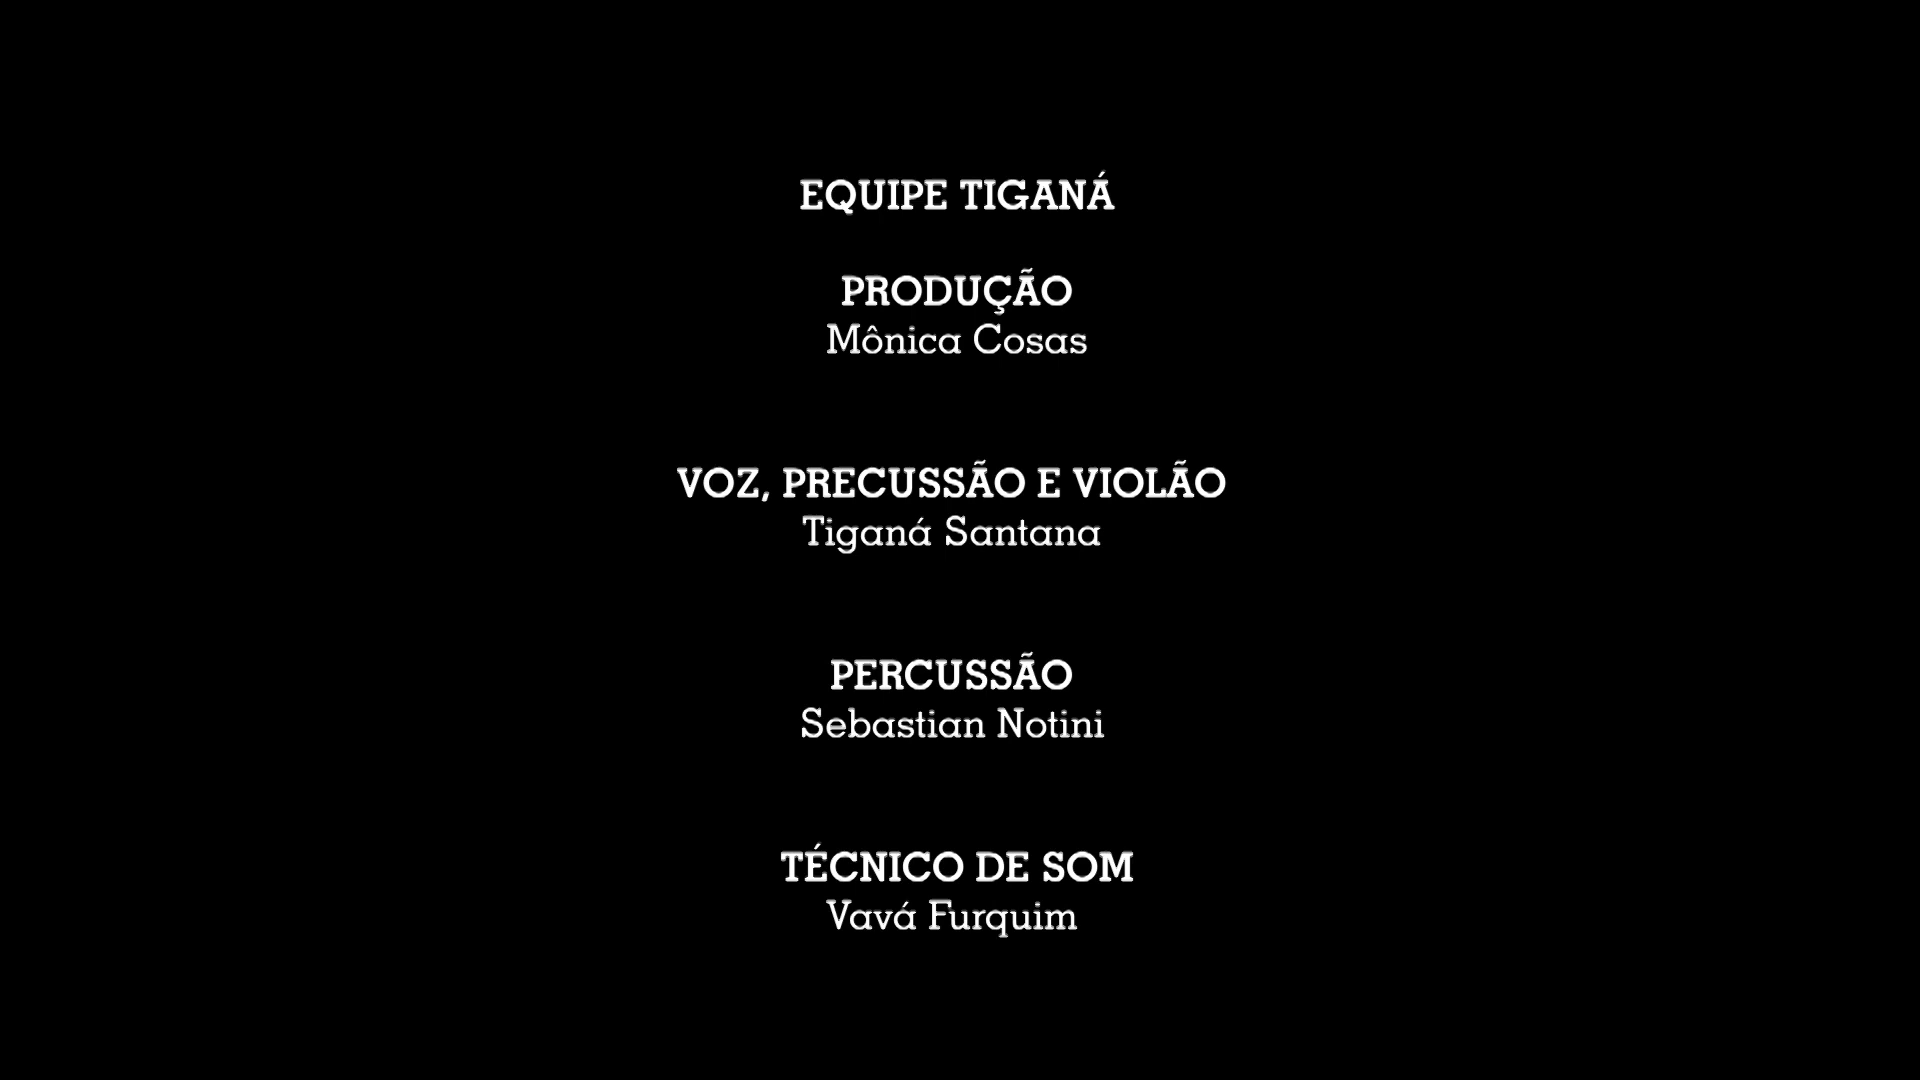 EQUIPE TIGANÁ
PRODUÇÃO
Mônica Cosas
VOZ, PRECUSSÃO E VIOLÃO
Tiganá Santana
PERCUSSÃO
Sebastian Notini
TÉCNICO DE SOM
Vavá Furquim